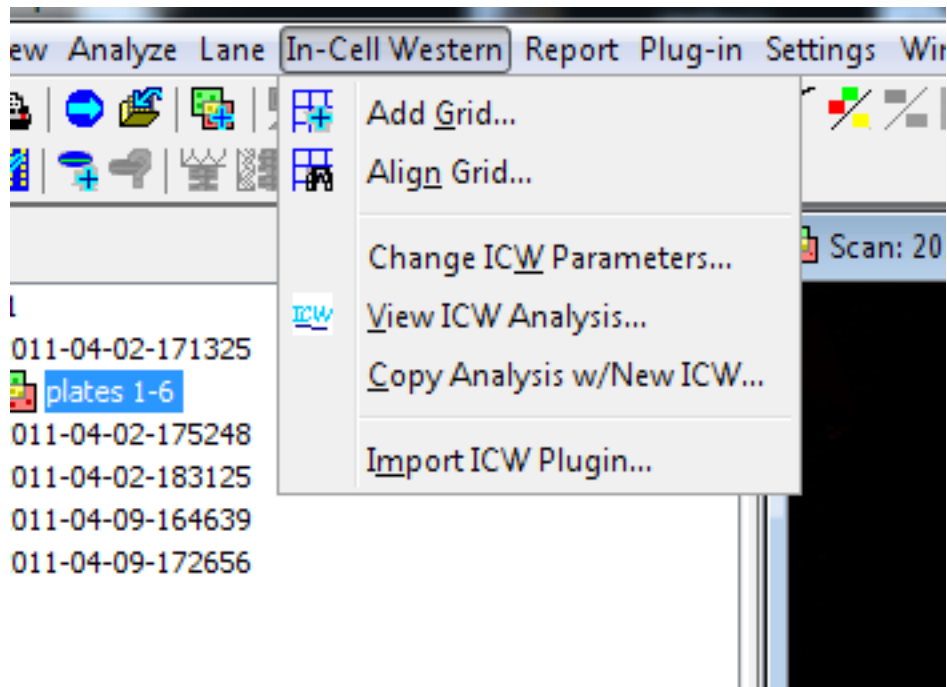 ew Analyze Lane In-Cell Western Report Plug-in Settings Wi
Add Grid...
Align Grid...
Change ICW Parameters...
Scan: 20
ICW View ICW Analysis...
Copy Analysis w/New ICW...
Import ICW Plugin...
1
011-04-02-171325
plates 1-6
011-04-02-175248
011-04-02-183125
011-04-09-164639
011-04-09-172656